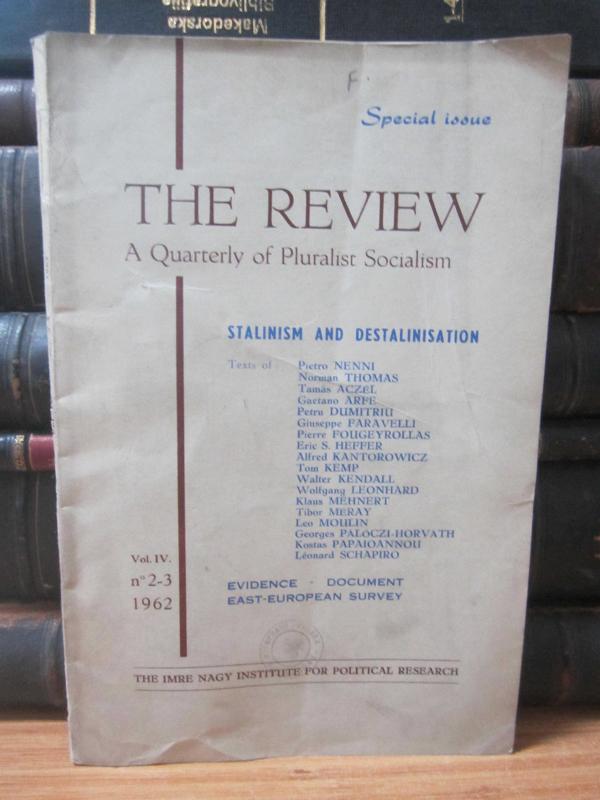 Makedorska
Bibliyografija
14
F.
Special issue
THE REVIEW
A Quarterly of Pluralist Socialism
STALINISM AND DESTALINISATION
Texts of
Pietro NENNI
Norman THOMAS
Tamás ACZEL
Gaetano ARFE
Petru DUMITRIU
Giuseppe FARAVELLI
Pierre FOUGEYROLLAS
Eric S. HEFFER
Alfred KANTOROWICZ
Tom KEMP
Walter KENDALL
Wolfgang LEONHARD
Klaus MEHNERT
Tibor MERAY
Leo MOULIN
Georges PALOCZI-HORVATH
Kostas PAPAIOANNOU
Léonard SCHAPIRO
Vol. IV.
n° 2-3
1962
EVIDENCE - DOCUMENT
EAST-EUROPEAN SURVEY
THE IMRE NAGY INSTITUTE FOR POLITICAL RESEARCH